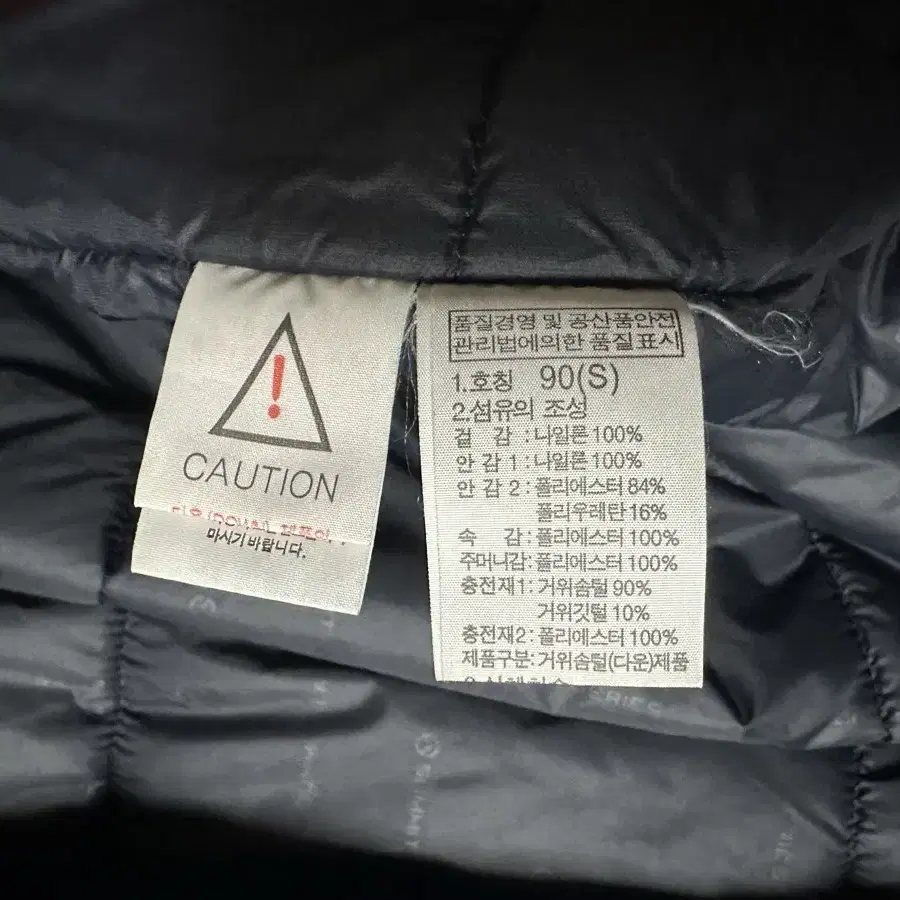 CAUTION
마시기 바랍니다.
품질경영 및 공산품안전
관리법에의한 품질표시
1.호칭 90(S)
2.섬유의 조성
겉 감 : 나일론 100%
안 감 1 : 나일론 100%
안 감 2 : 폴리에스터 84%
폴리우레탄 16%
속 감 : 폴리에스터 100%
주머니감: 폴리에스터 100%
충전재1 : 거위솜털 90%
거위깃털 10%
충전재2 : 폴리에스터 100%
제품구분: 거위솜털(다운)제품